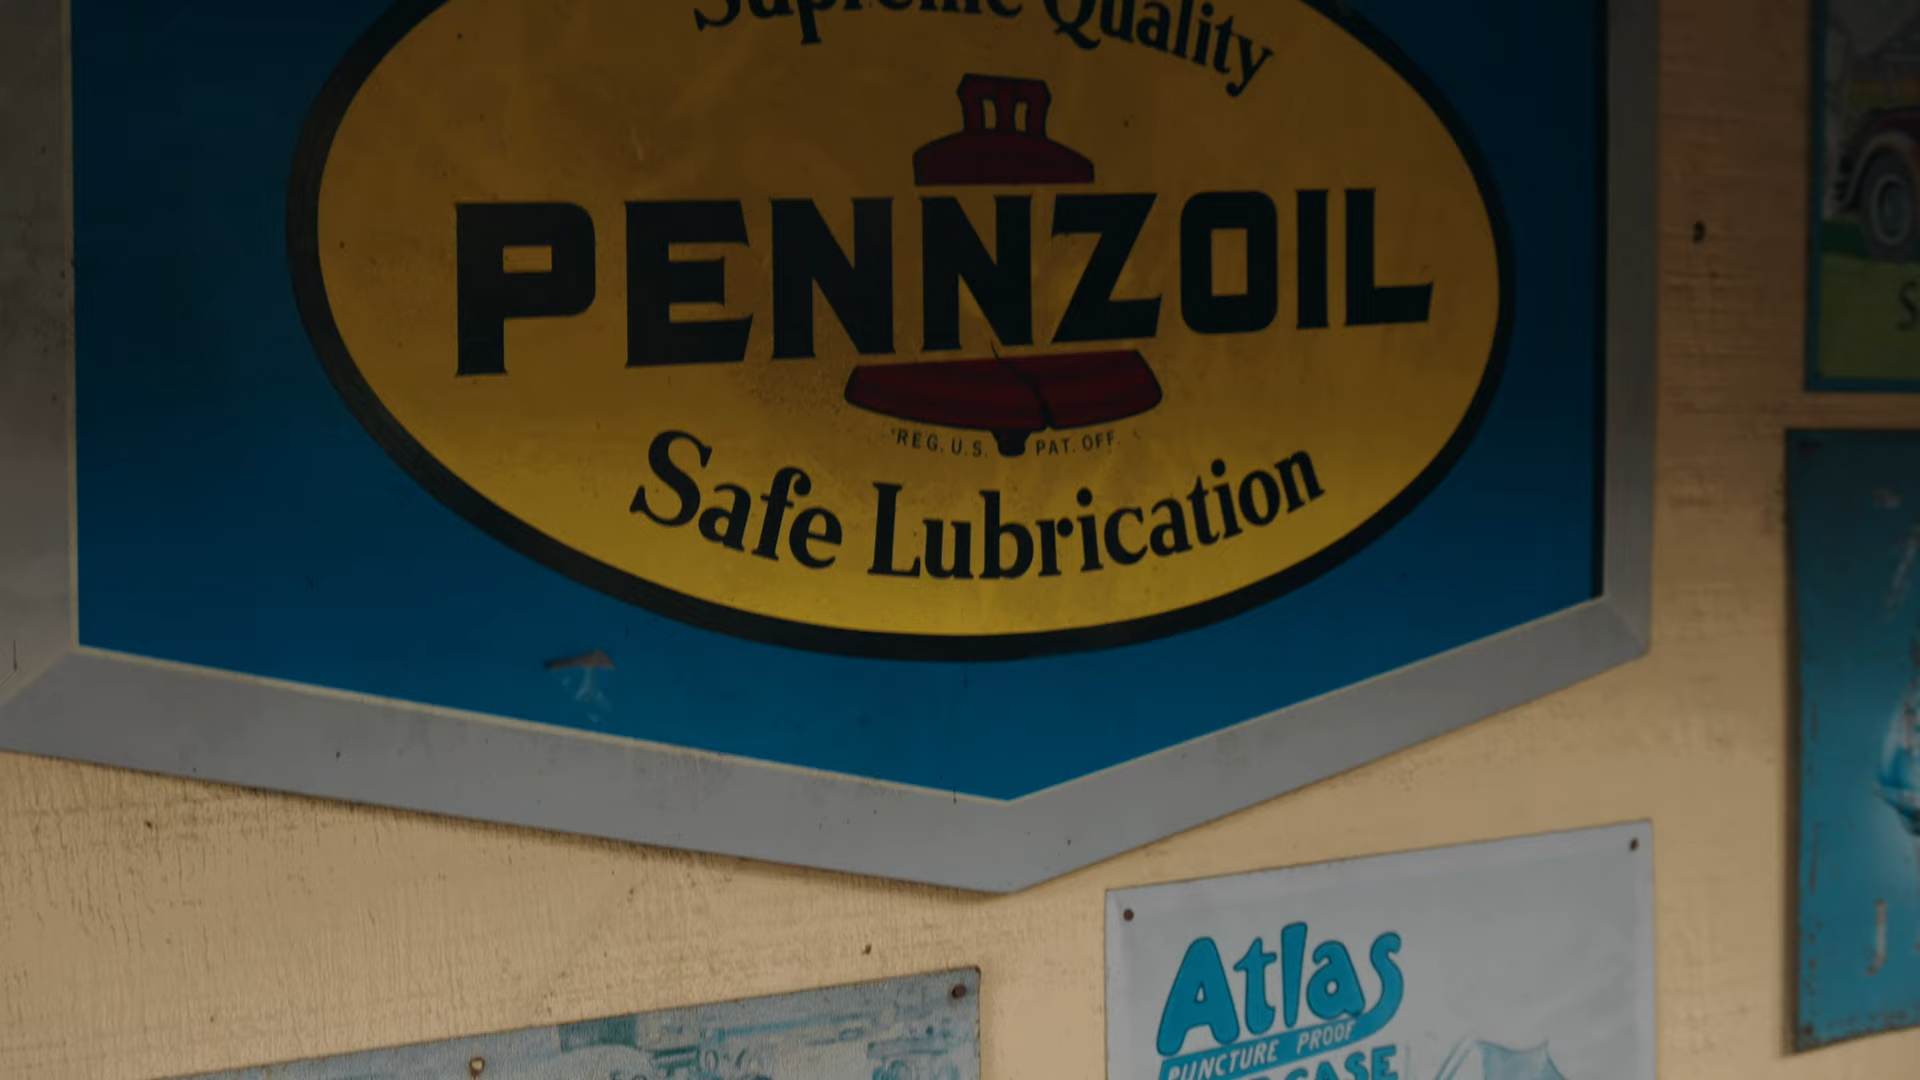 Supreme Quality
PENNZOIL
REG. U.S. PAT. OFF.
Safe Lubrication
Atlas
PUNCTURE PROOF